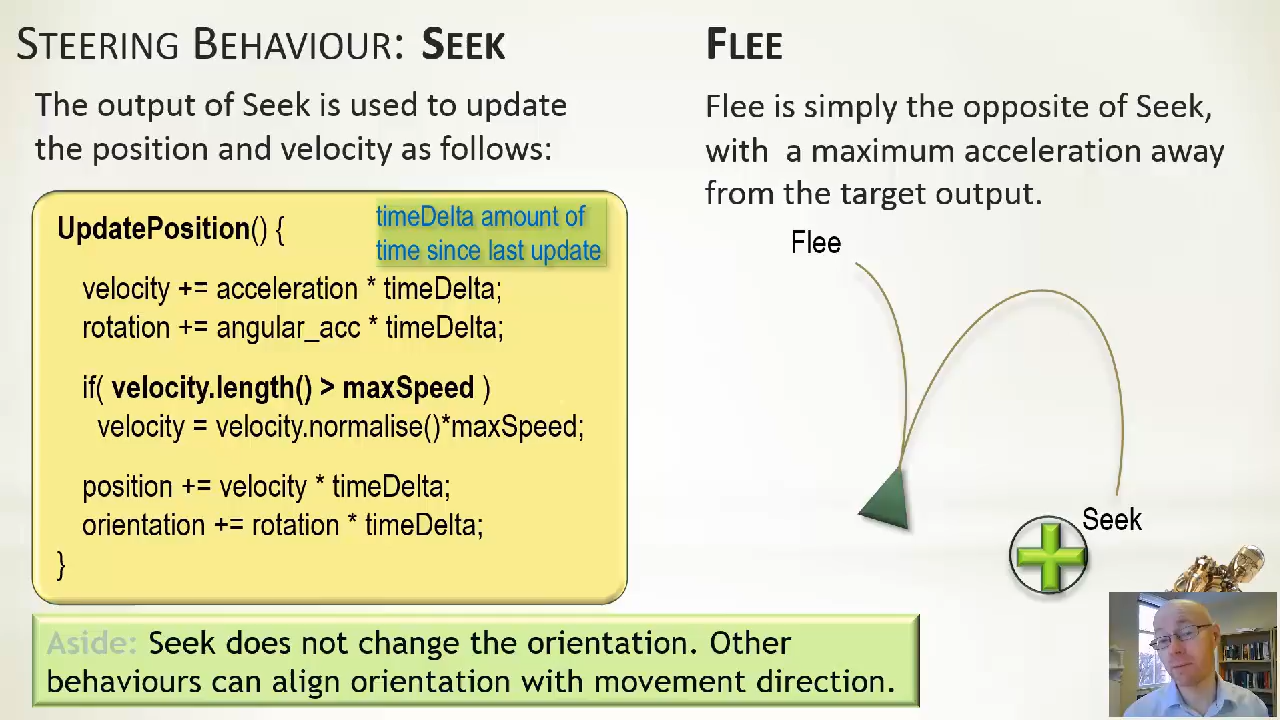 STEERING BEHAVIOUR: SEEK
The output of Seek is used to update
the position and velocity as follows:
UpdatePosition() {
timeDelta amount of
time since last update
velocity += acceleration * timeDelta;
rotation += angular_acc * timeDelta;
if( velocity.length() > maxSpeed )
velocity = velocity.normalise()*maxSpeed;
position += velocity * timeDelta;
orientation += rotation * timeDelta;
}
Aside: Seek does not change the orientation. Other
behaviours can align orientation with movement direction.
FLEE
Flee is simply the opposite of Seek,
with a maximum acceleration away
from the target output.
Flee
Seek